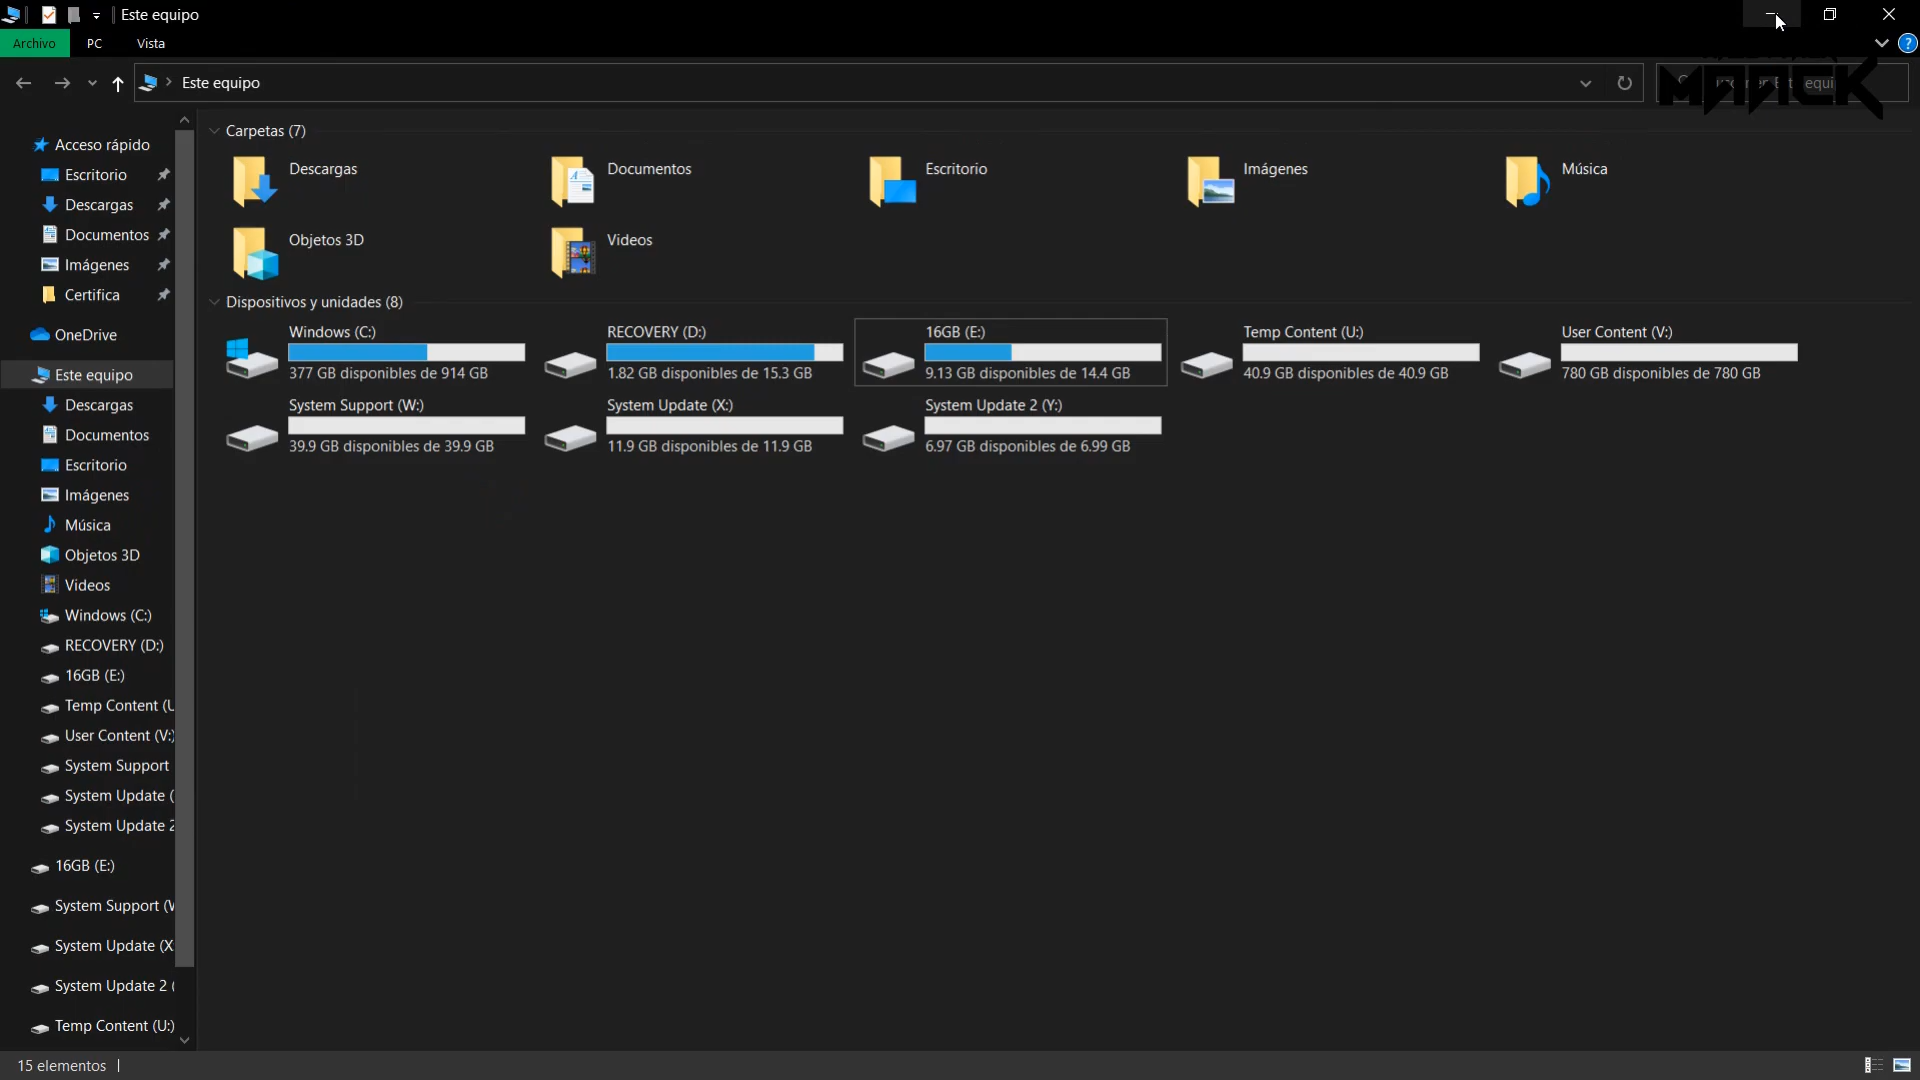 Este equipo
Archivo
PC
Vista
Este equipo
Acceso rápido
Escritorio
Descargas
Documentos
Imágenes
Certifica
OneDrive
Este equipo
Descargas
Documentos
Escritorio
Imágenes
Música
Objetos 3D
Videos
Windows (C:)
RECOVERY (D:)
16GB (E:)
Temp Content (U
User Content (V:)
System Support
System Update (
System Update 2
16GB (E:)
System Support (V
System Update (X
System Update 2 (
Temp Content (U:)
Carpetas (7)
Descargas
Documentos
Escritorio
Imágenes
Música
Objetos 3D
Videos
Dispositivos y unidades (8)
Windows (C:)
377 GB disponibles de 914 GB
RECOVERY (D:)
1.82 GB disponibles de 15.3 GB
16GB (E:)
9.13 GB disponibles de 14.4 GB
Temp Content (U:)
40.9 GB disponibles de 40.9 GB
User Content (V:)
780 GB disponibles de 780 GB
System Support (W:)
39.9 GB disponibles de 39.9 GB
System Update (X:)
11.9 GB disponibles de 11.9 GB
System Update 2 (Y:)
6.97 GB disponibles de 6.99 GB
15 elementos